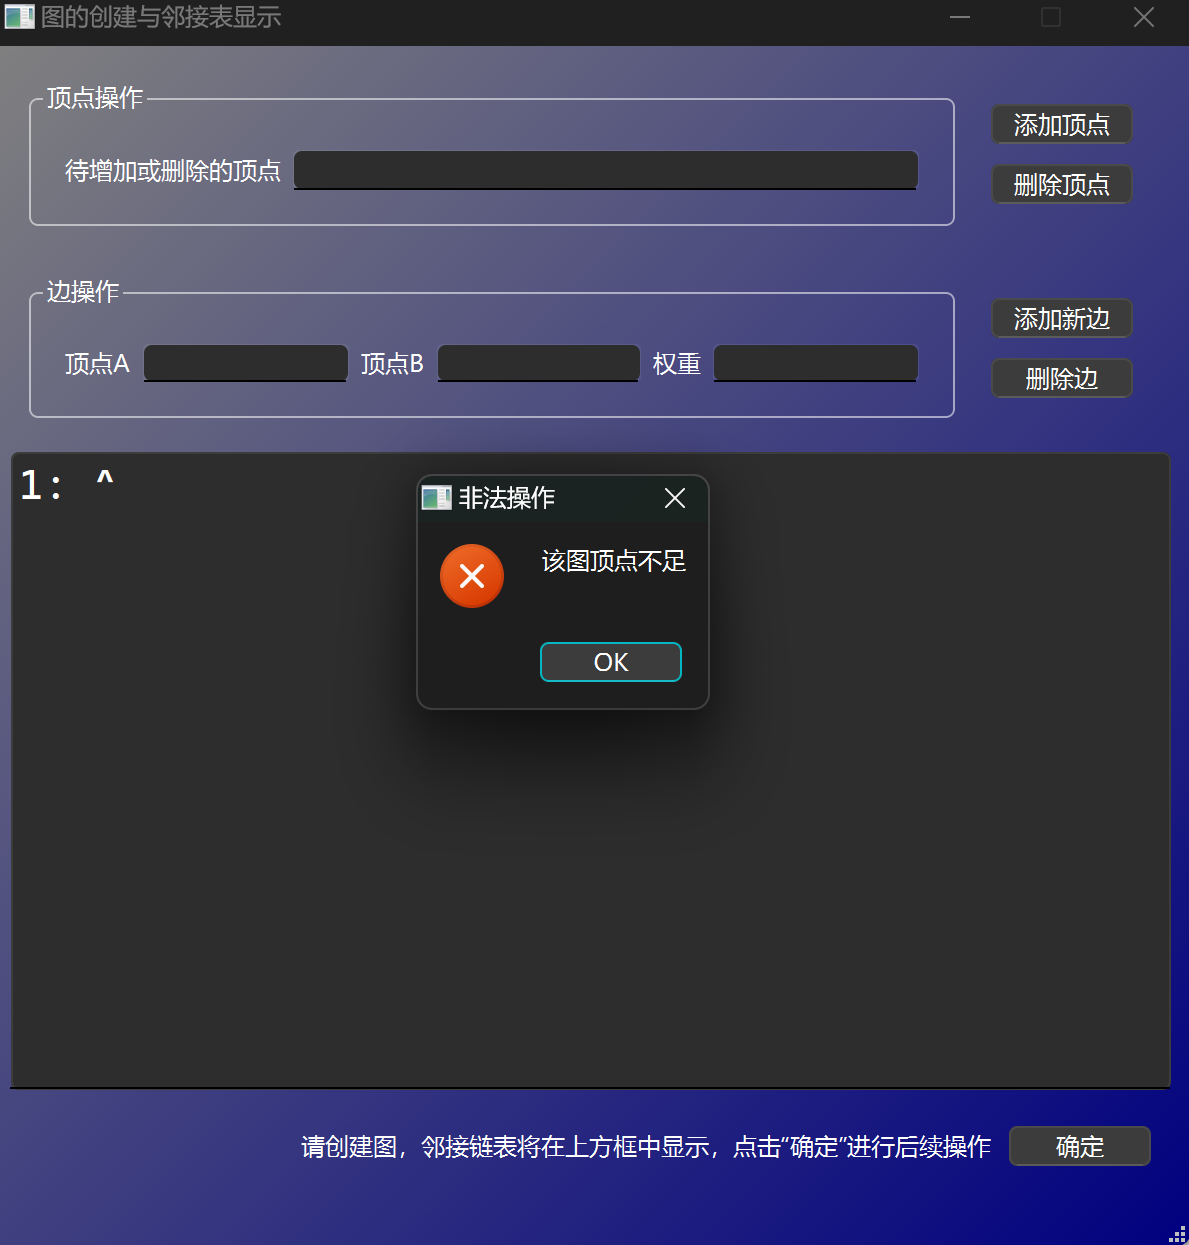 图的创建与邻接表显示
顶点操作
待增加或删除的顶点
添加顶点
删除顶点
边操作
顶点A 顶点B 权重
添加新边
删除边
1: ^
非法操作
该图顶点不足
OK
请创建图，邻接链表将在上方框中显示，点击“确定”进行后续操作
确定